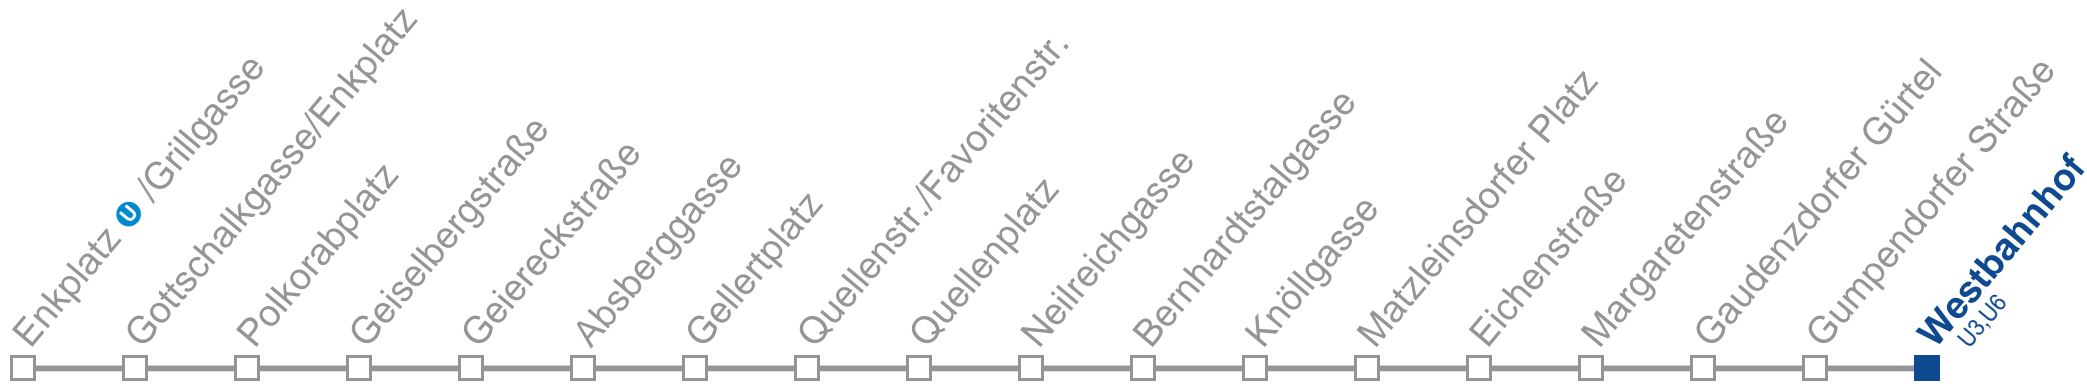 Enkplatz U /Grillgasse
Gottschalkgasse/Enkplatz
Polkorabplatz
Geiselbergstraße
Geiereckstraße
Absberggasse
Gellertplatz
Quellenstr./Favoritenstr.
Quellenplatz
Neilreichgasse
Bernhardtstalgasse
Knöllgasse
Matzleinsdorfer Platz
Eichenstraße
Margaretenstraße
Gaudenzdorfer Gürtel
Gumpendorfer Straße
Westbahnhof
U3,U6